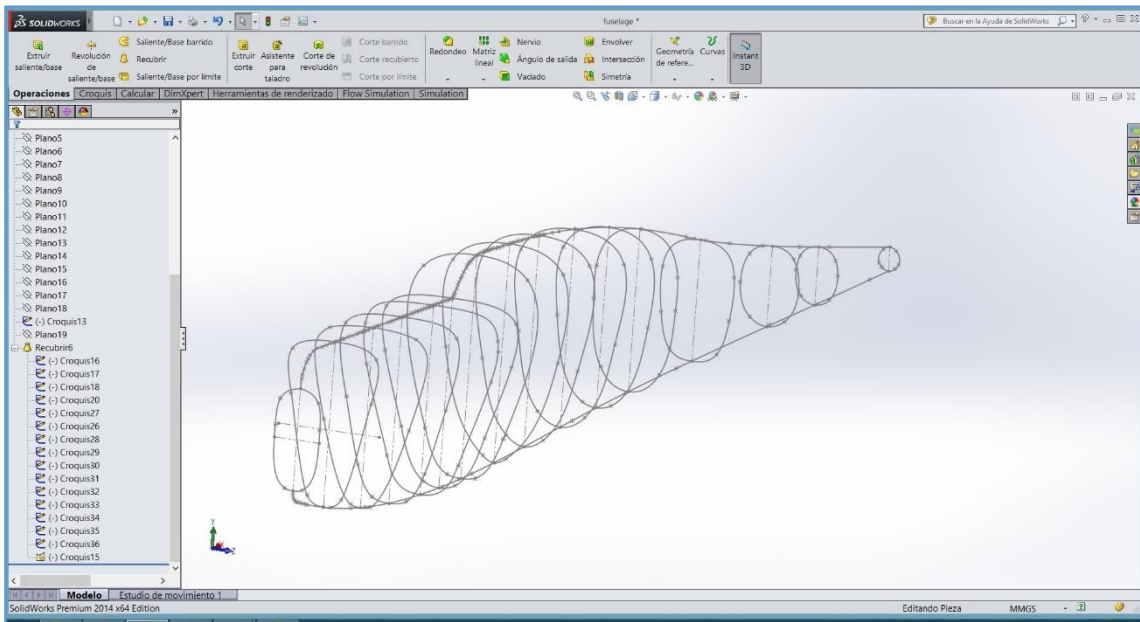 SOLIDWORKS
fuselage *
Buscar en la Ayuda de SolidWorks
Extruir saliente/base
Revolución de saliente/base
Saliente/Base barrido
Recubrir
Saliente/Base por límite
Extruir corte
Asistente para taladro
Corte de revolución
Corte barrido
Corte recubierto
Corte por límite
Redondeo
Matriz lineal
Nervio
Ángulo de salida
Vaciado
Envolver
Intersección
Simetría
Geometría de refere...
Curvas
Instant 3D
Operaciones Croquis Calcular DimXpert Herramientas de renderizado Flow Simulation Simulation
Plano5
Plano6
Plano7
Plano8
Plano9
Plano10
Plano11
Plano12
Plano13
Plano14
Plano15
Plano16
Plano17
Plano18
(-) Croquis13
Plano19
Recubrir6
(-) Croquis16
(-) Croquis17
(-) Croquis18
(-) Croquis20
(-) Croquis27
(-) Croquis26
(-) Croquis28
(-) Croquis29
(-) Croquis30
(-) Croquis31
(-) Croquis32
(-) Croquis33
(-) Croquis34
(-) Croquis35
(-) Croquis36
(-) Croquis15
Y
Z
Modelo Estudio de movimiento 1
SolidWorks Premium 2014 x64 Edition
Editando Pieza
MMGS